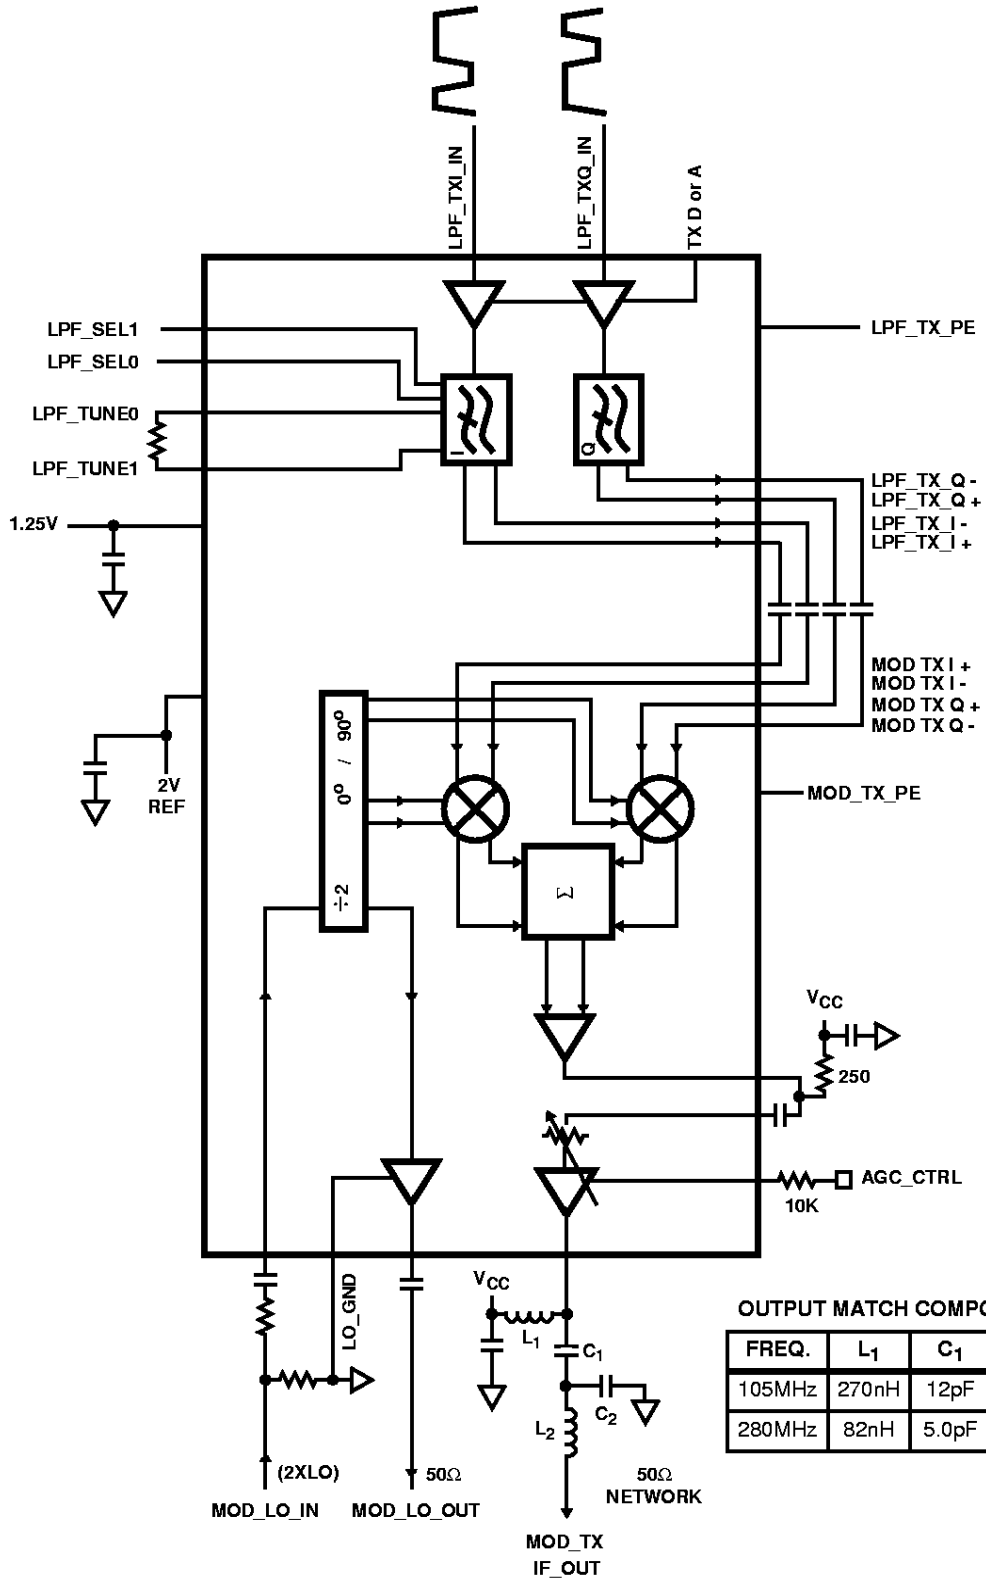 LPF_TXI_IN
LPF_TXQ_IN
TX D or A
LPF_SEL1
LPF_SEL0
LPF_TUNE0
LPF_TUNE1
1.25V
2V
REF
LPF_TX_PE
I
Q
LPF_TX_Q -
LPF_TX_Q +
LPF_TX_I -
LPF_TX_I +
MOD TX I +
MOD TX I -
MOD TX Q +
MOD TX Q -
MOD_TX_PE
÷2 0º / 90º
Σ
VCC
250
AGC_CTRL
10K
LO_GND
VCC
L1
C1
C2
L2
(2XLO)
50Ω
50Ω
NETWORK
MOD_LO_IN
MOD_LO_OUT
MOD_TX
IF_OUT
OUTPUT MATCH COMPO
FREQ. L1 C1
105MHz 270nH 12pF
280MHz 82nH 5.0pF